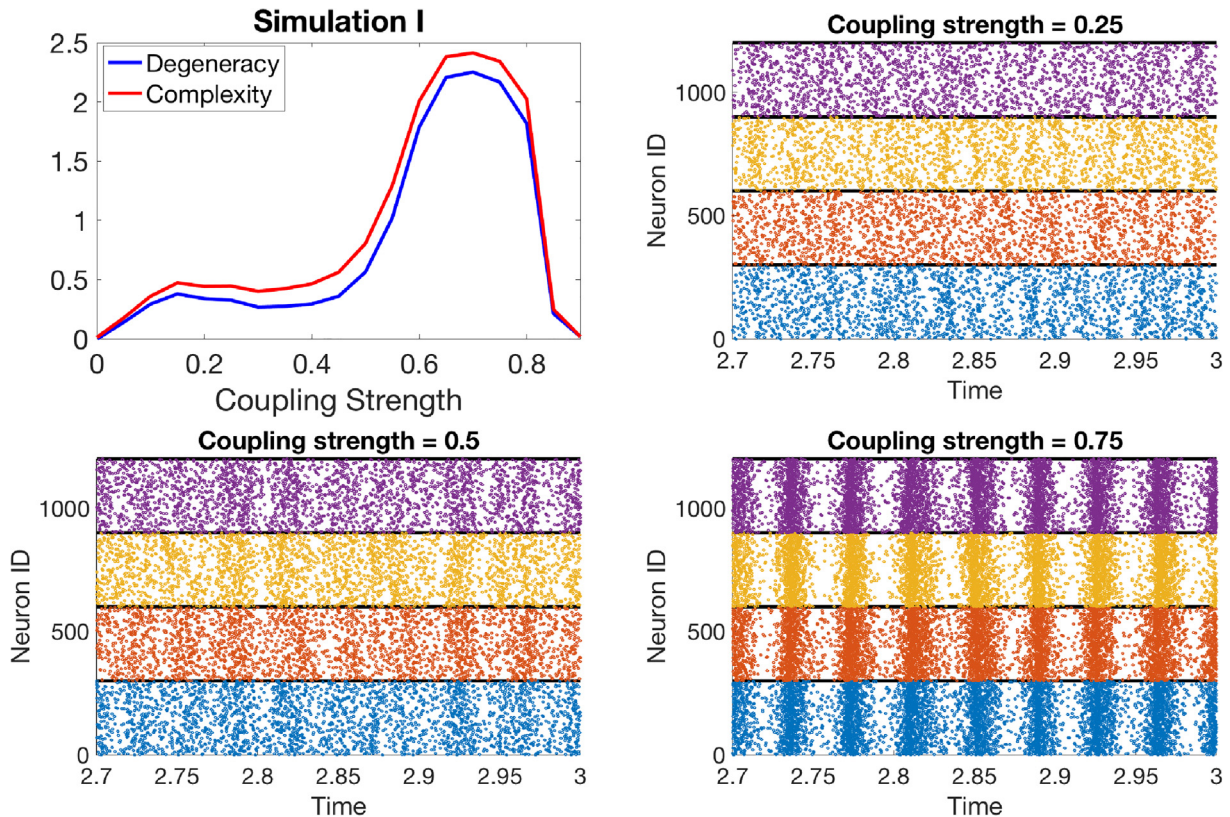 Simulation I
2.5
2
1.5
1
0.5
0
Degeneracy
Complexity
0 0.2 0.4 0.6 0.8
Coupling Strength
Coupling strength = 0.25
Neuron ID
1000
500
0
2.7 2.75 2.8 2.85 2.9 2.95 3
Time
Coupling strength = 0.5
Neuron ID
1000
500
0
2.7 2.75 2.8 2.85 2.9 2.95 3
Time
Coupling strength = 0.75
Neuron ID
1000
500
0
2.7 2.75 2.8 2.85 2.9 2.95 3
Time